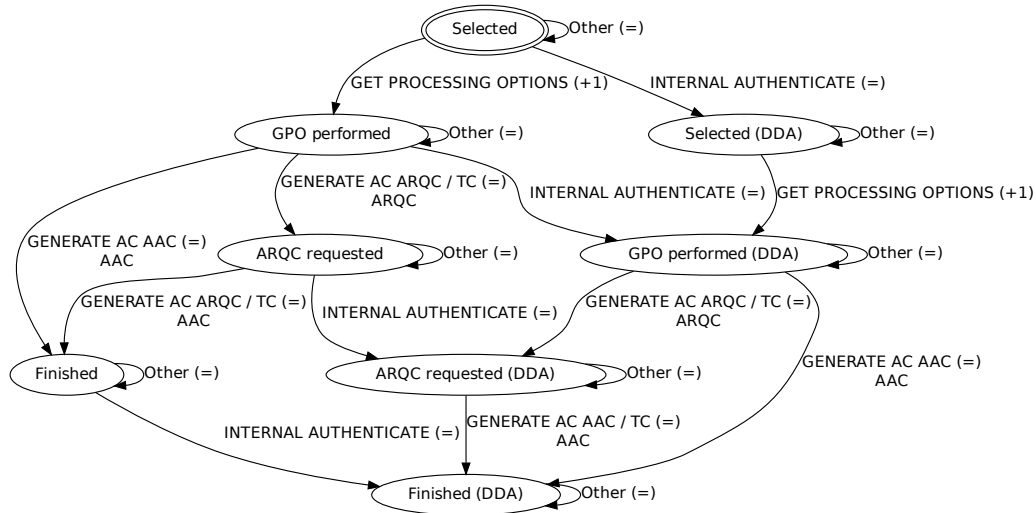 Selected
Other (=)
GET PROCESSING OPTIONS (+1)
INTERNAL AUTHENTICATE (=)
GPO performed
Other (=)
Selected (DDA)
Other (=)
GENERATE AC ARQC / TC (=)
ARQC
INTERNAL AUTHENTICATE (=)
GET PROCESSING OPTIONS (+1)
GENERATE AC AAC (=)
AAC
ARQC requested
Other (=)
GPO performed (DDA)
Other (=)
GENERATE AC ARQC / TC (=)
AAC
INTERNAL AUTHENTICATE (=)
GENERATE AC ARQC / TC (=)
ARQC
GENERATE AC AAC (=)
AAC
Finished
Other (=)
ARQC requested (DDA)
Other (=)
INTERNAL AUTHENTICATE (=)
GENERATE AC AAC / TC (=)
AAC
Finished (DDA)
Other (=)